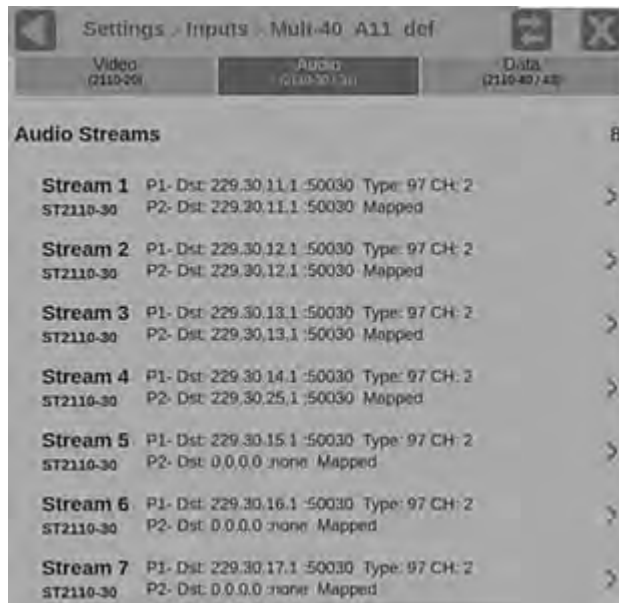 Settings > Inputs > Mult-40 A11 def
Video Audio Data
(2110-20) (2110-30 / 31) (2110-40 / 43)
Audio Streams 8
Stream 1 P1- Dst: 229.30.11.1 :50030 Type: 97 CH: 2
ST2110-30 P2- Dst: 229.30.11.1 :50030 Mapped
Stream 2 P1- Dst: 229.30.12.1 :50030 Type: 97 CH: 2
ST2110-30 P2- Dst: 229.30.12.1 :50030 Mapped
Stream 3 P1- Dst: 229.30.13.1 :50030 Type: 97 CH: 2
ST2110-30 P2- Dst: 229.30.13.1 :50030 Mapped
Stream 4 P1- Dst: 229.30.14.1 :50030 Type: 97 CH: 2
ST2110-30 P2- Dst: 229.30.25.1 :50030 Mapped
Stream 5 P1- Dst: 229.30.15.1 :50030 Type: 97 CH: 2
ST2110-30 P2- Dst: 0.0.0.0 :none Mapped
Stream 6 P1- Dst: 229.30.16.1 :50030 Type: 97 CH: 2
ST2110-30 P2- Dst: 0.0.0.0 :none Mapped
Stream 7 P1- Dst: 229.30.17.1 :50030 Type: 97 CH: 2
ST2110-30 P2- Dst: 0.0.0.0 :none Mapped